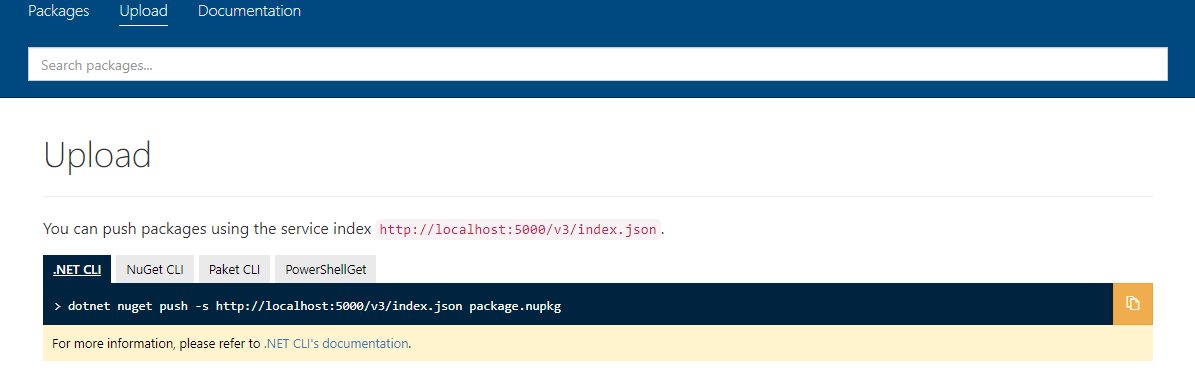 Packages Upload Documentation
Search packages...
Upload
You can push packages using the service index http://localhost:5000/v3/index.json.
.NET CLI NuGet CLI Paket CLI PowerShellGet
> dotnet nuget push -s http://localhost:5000/v3/index.json package.nupkg
For more information, please refer to .NET CLI's documentation.